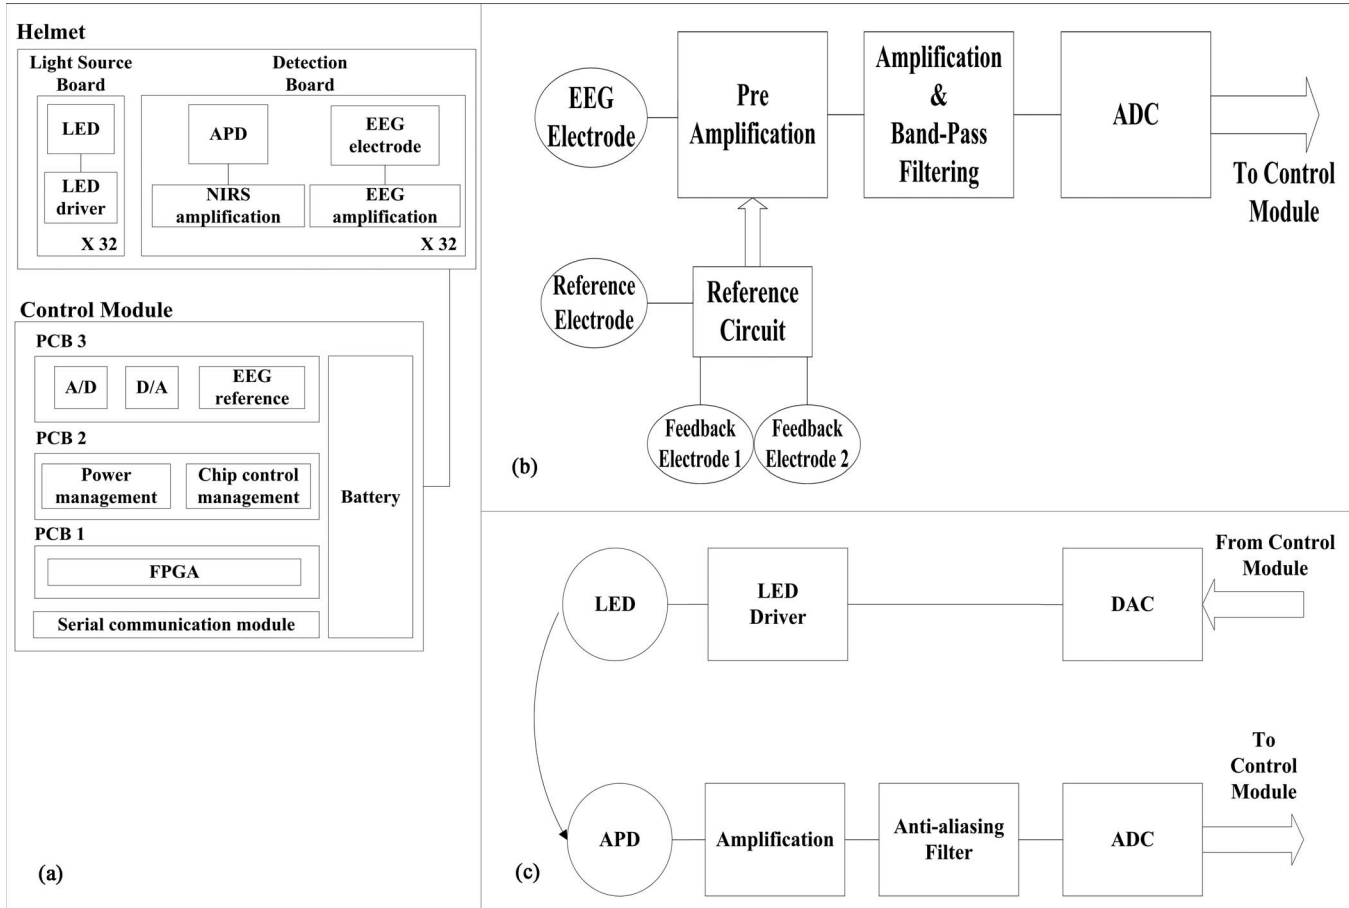 Helmet
Light Source
Board
LED
LED
driver
X 32
Detection
Board
APD
NIRS
amplification
EEG
electrode
EEG
amplification
X 32
Control Module
PCB 3
A/D
D/A
EEG
reference
PCB 2
Power
management
Chip control
management
PCB 1
FPGA
Serial communication module
Battery
(a)
EEG
Electrode
Pre
Amplification
Amplification
&
Band-Pass
Filtering
ADC
To Control
Module
Reference
Electrode
Reference
Circuit
Feedback
Electrode 1
Feedback
Electrode 2
(b)
LED
LED
Driver
DAC
From Control
Module
APD
Amplification
Anti-aliasing
Filter
ADC
To
Control
Module
(c)